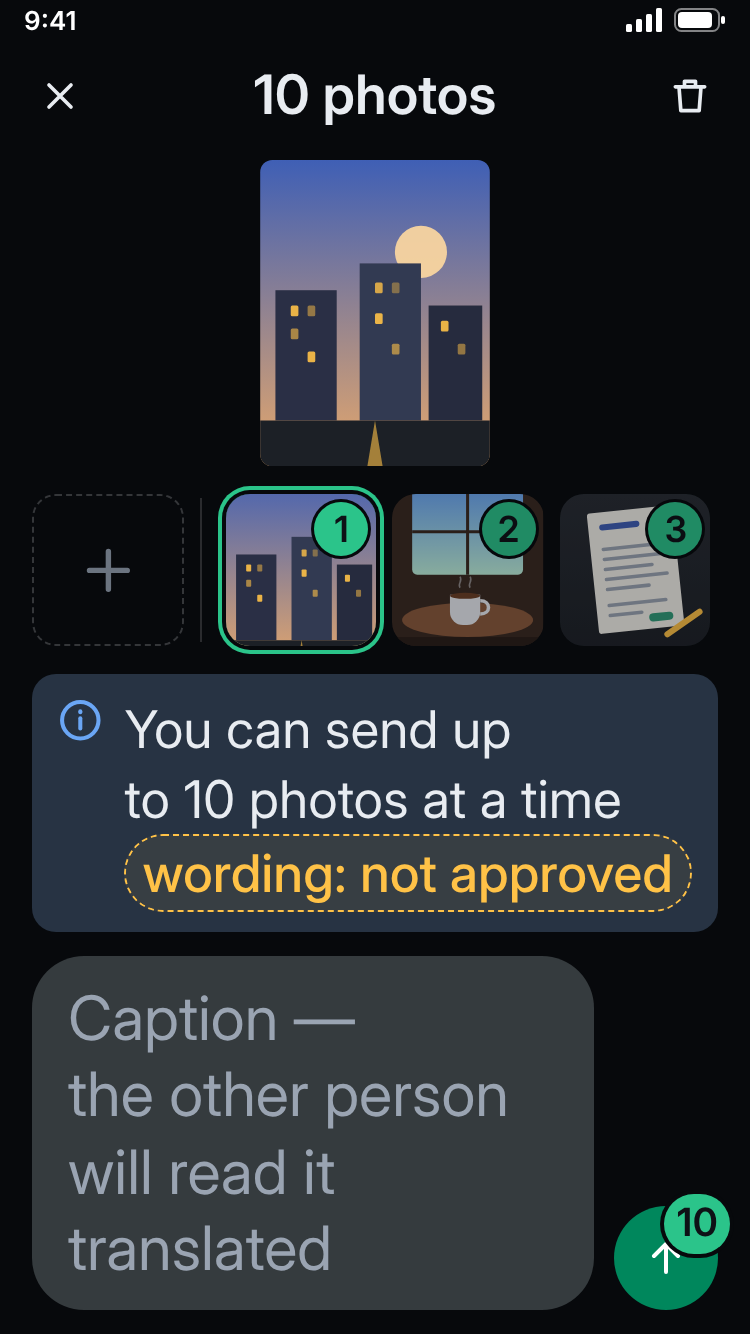 9:41
10 photos
1
2
3
You can send up
to 10 photos at a time
wording: not approved
Caption —
the other person
will read it
translated
10